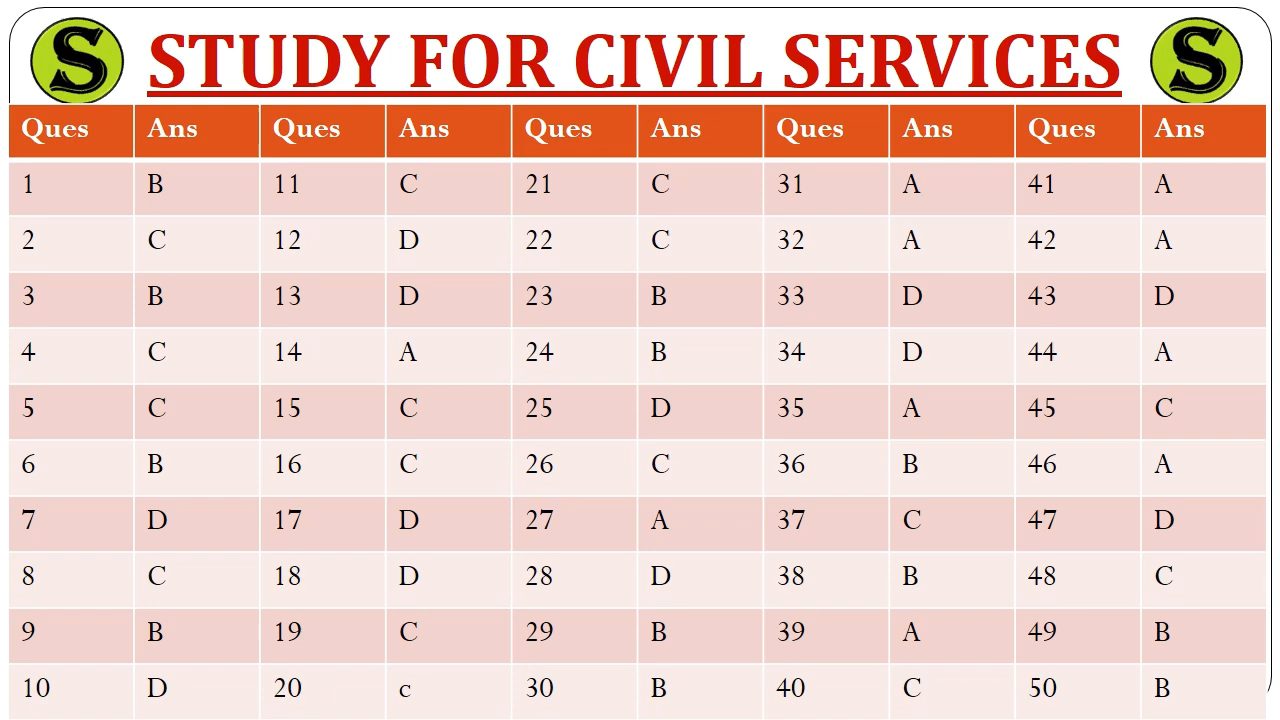 S STUDY FOR CIVIL SERVICES S
Ques Ans Ques Ans Ques Ans Ques Ans Ques Ans
1 B 11 C 21 C 31 A 41 A
2 C 12 D 22 C 32 A 42 A
3 B 13 D 23 B 33 D 43 D
4 C 14 A 24 B 34 D 44 A
5 C 15 C 25 D 35 A 45 C
6 B 16 C 26 C 36 B 46 A
7 D 17 D 27 A 37 C 47 D
8 C 18 D 28 D 38 B 48 C
9 B 19 C 29 B 39 A 49 B
10 D 20 c 30 B 40 C 50 B